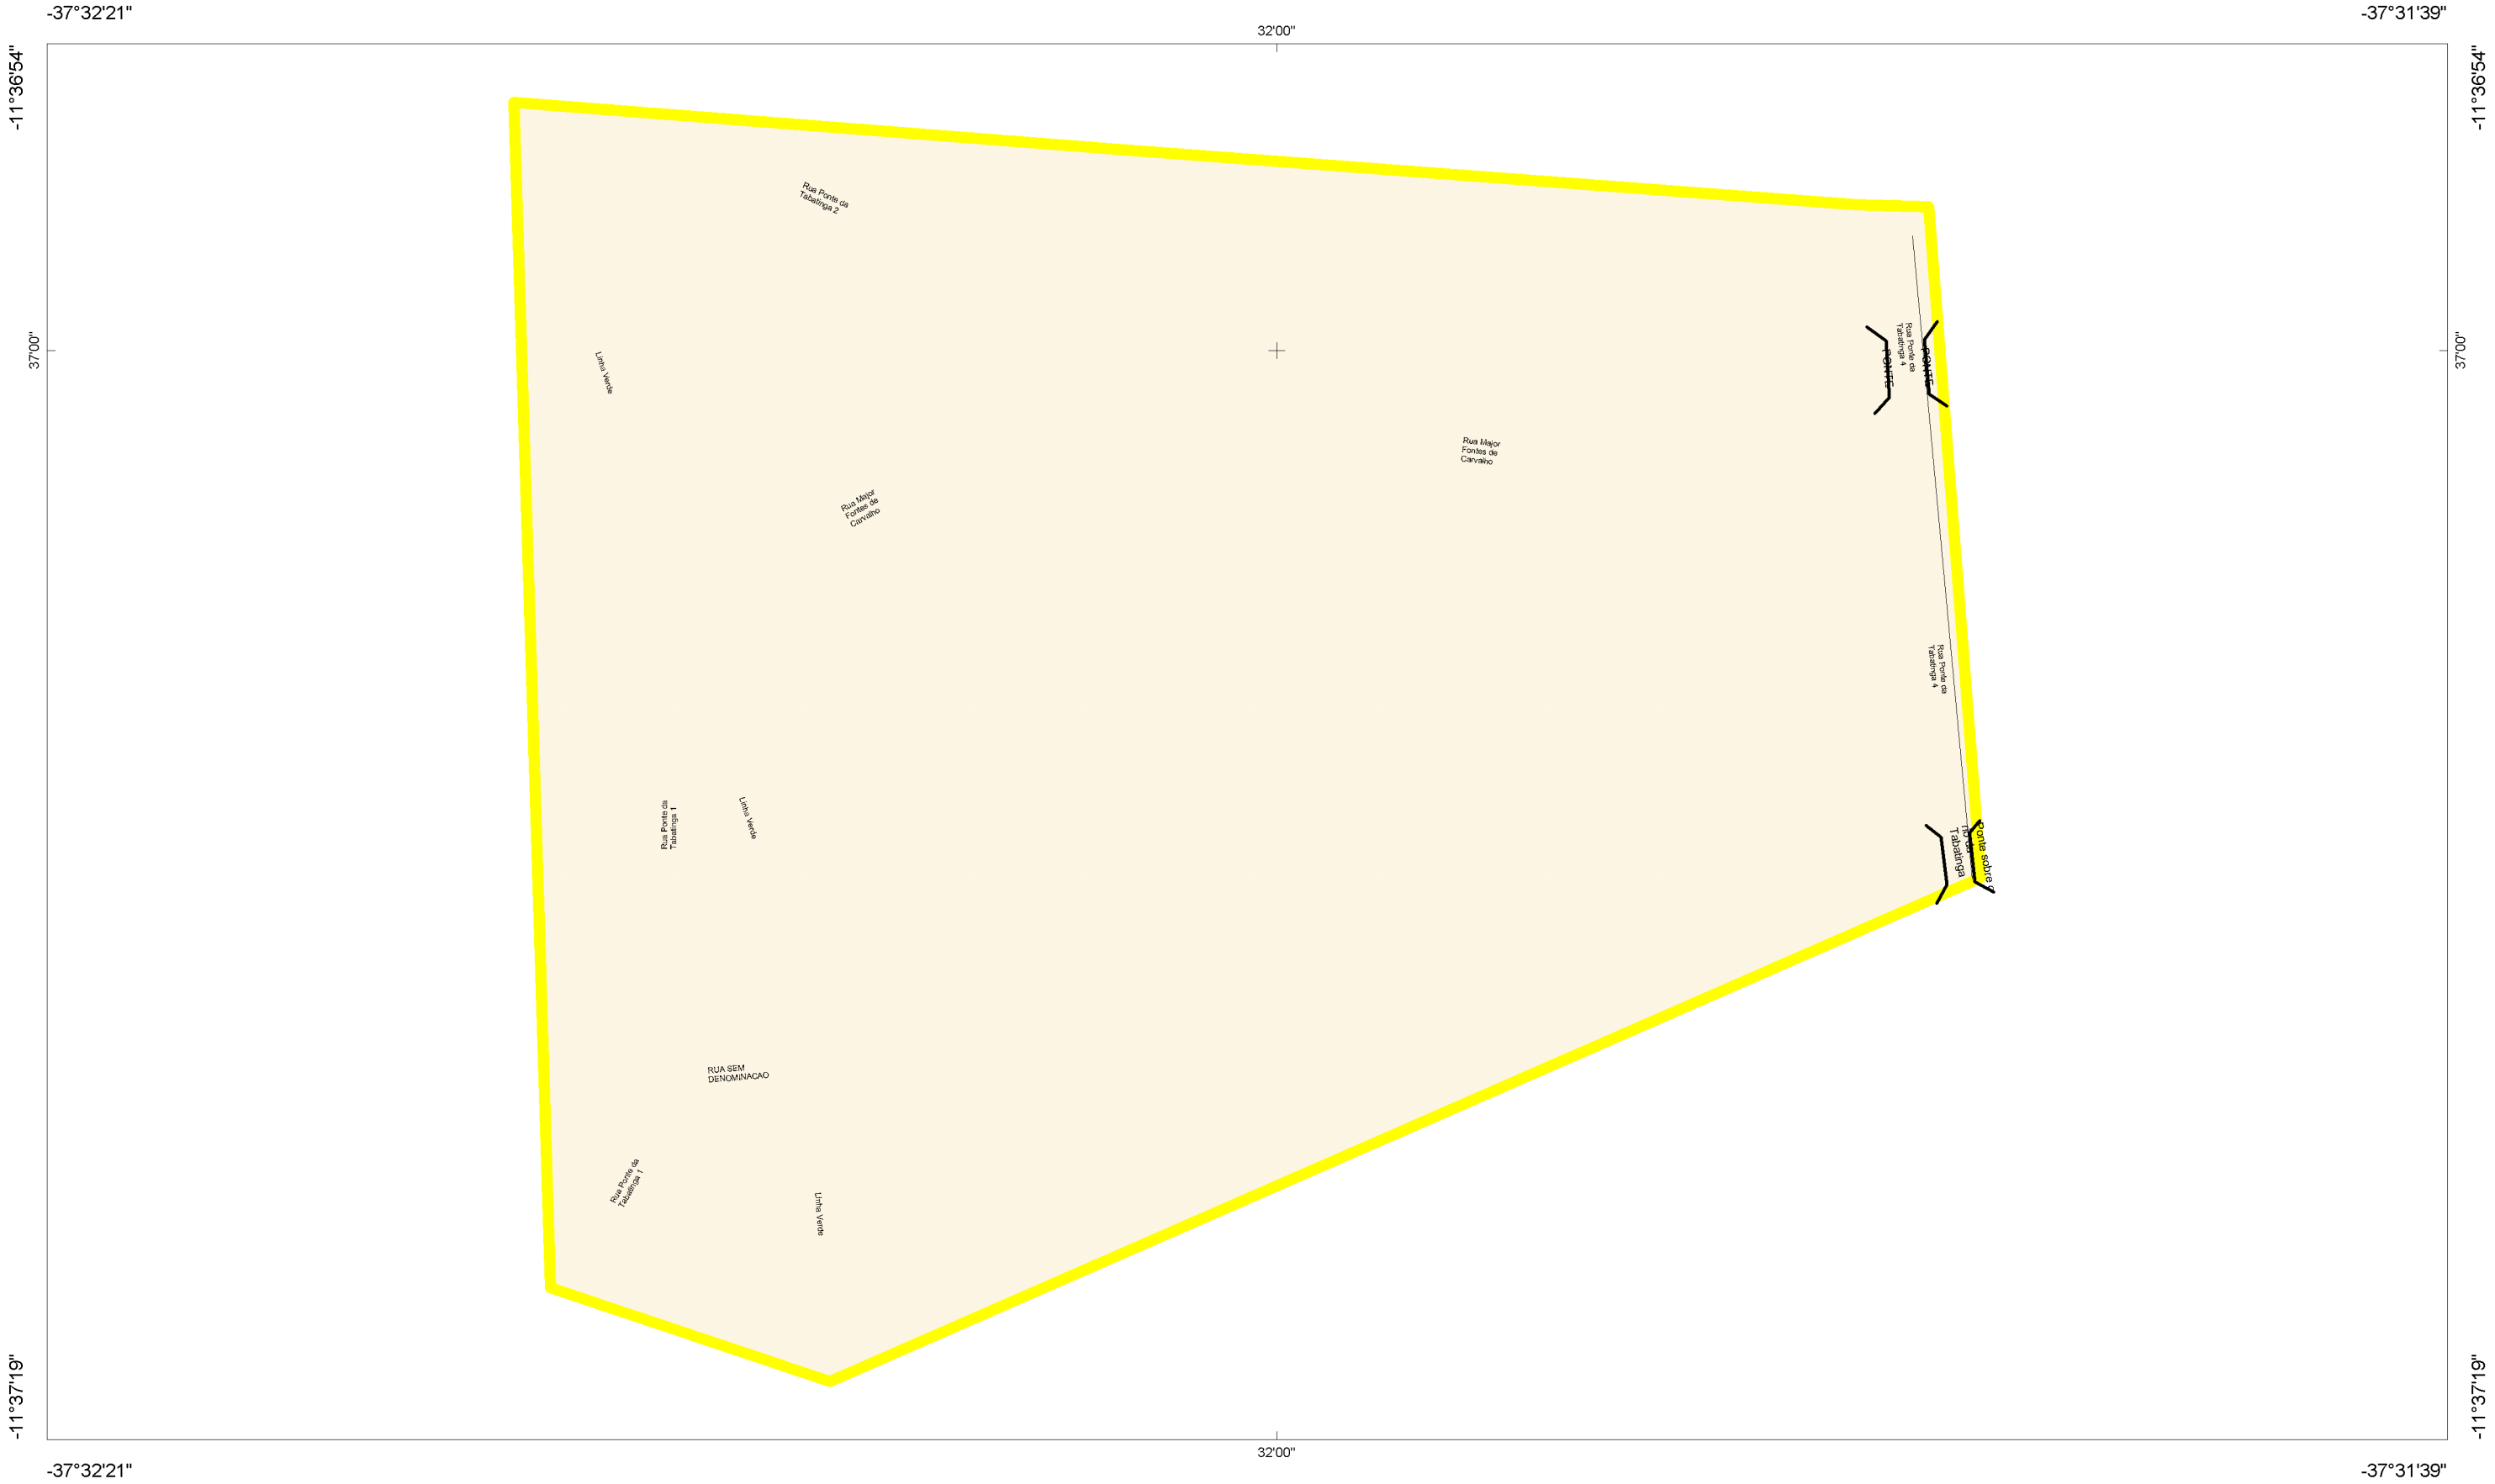 -37°32'21"
-37°31'39"
32'00"
-11°36'54"
-11°36'54"
Rua Ponte da
Tabatinga 2
37'00"
37'00"
Linha Verde
PONTE
Rua Ponte da
Tabatinga 4
PONTE
Rua Major
Fontes de
Carvalho
Rua Major
Fontes de
Carvalho
Rua Ponte da
Tabatinga 4
Rua Ponte da
Tabatinga 1
Linha Verde
Ponte sobre o
rio da
Tabatinga
RUA SEM
DENOMINACAO
Rua Ponte da
Tabatinga 1
Linha Verde
-11°37'19"
-11°37'19"
32'00"
-37°32'21"
-37°31'39"